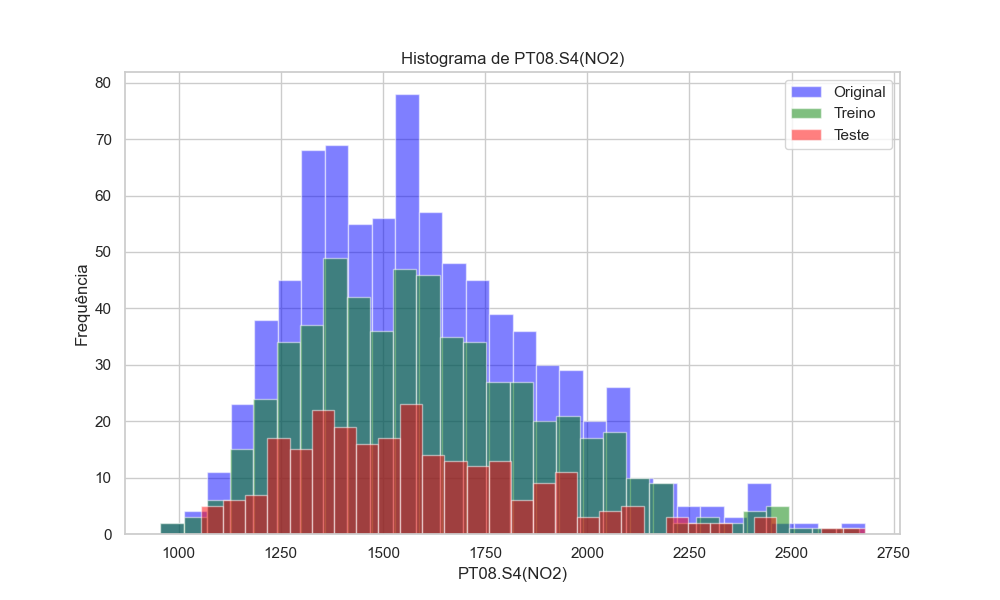 Histograma de PT08.S4(NO2)
Original
Treino
Teste
Frequência
80
70
60
50
40
30
20
10
0
1000 1250 1500 1750 2000 2250 2500 2750
PT08.S4(NO2)